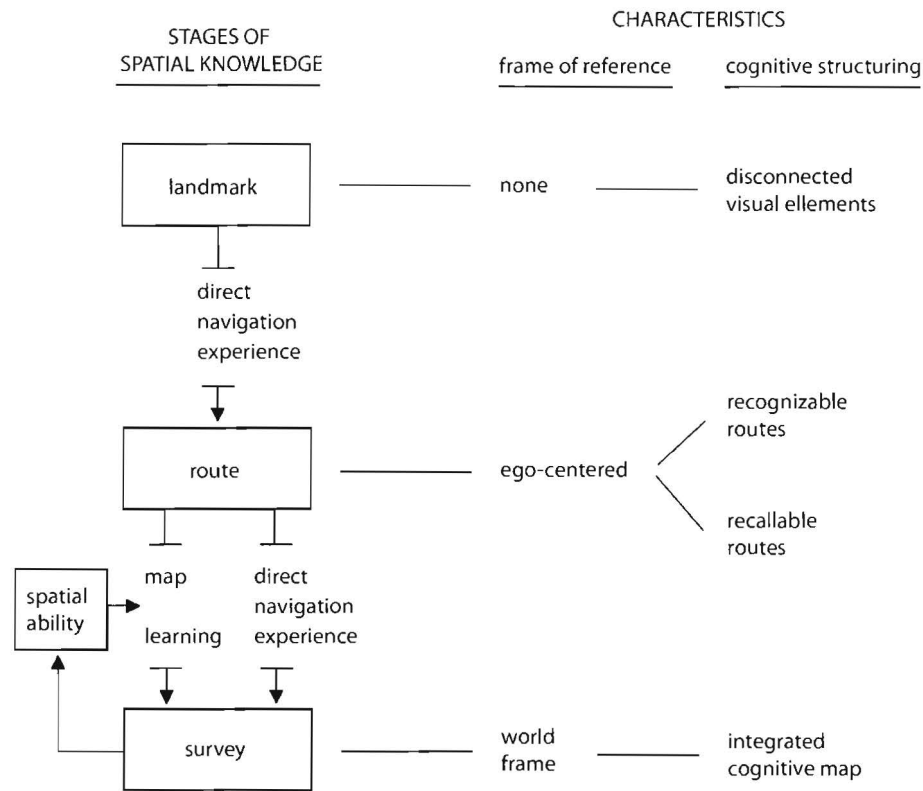 CHARACTERISTICS
STAGES OF
SPATIAL KNOWLEDGE
frame of reference
cognitive structuring
landmark
none
disconnected
visual ellements
direct
navigation
experience
route
ego-centered
recognizable
routes
recallable
routes
spatial
ability
map
learning
direct
navigation
experience
survey
world
frame
integrated
cognitive map